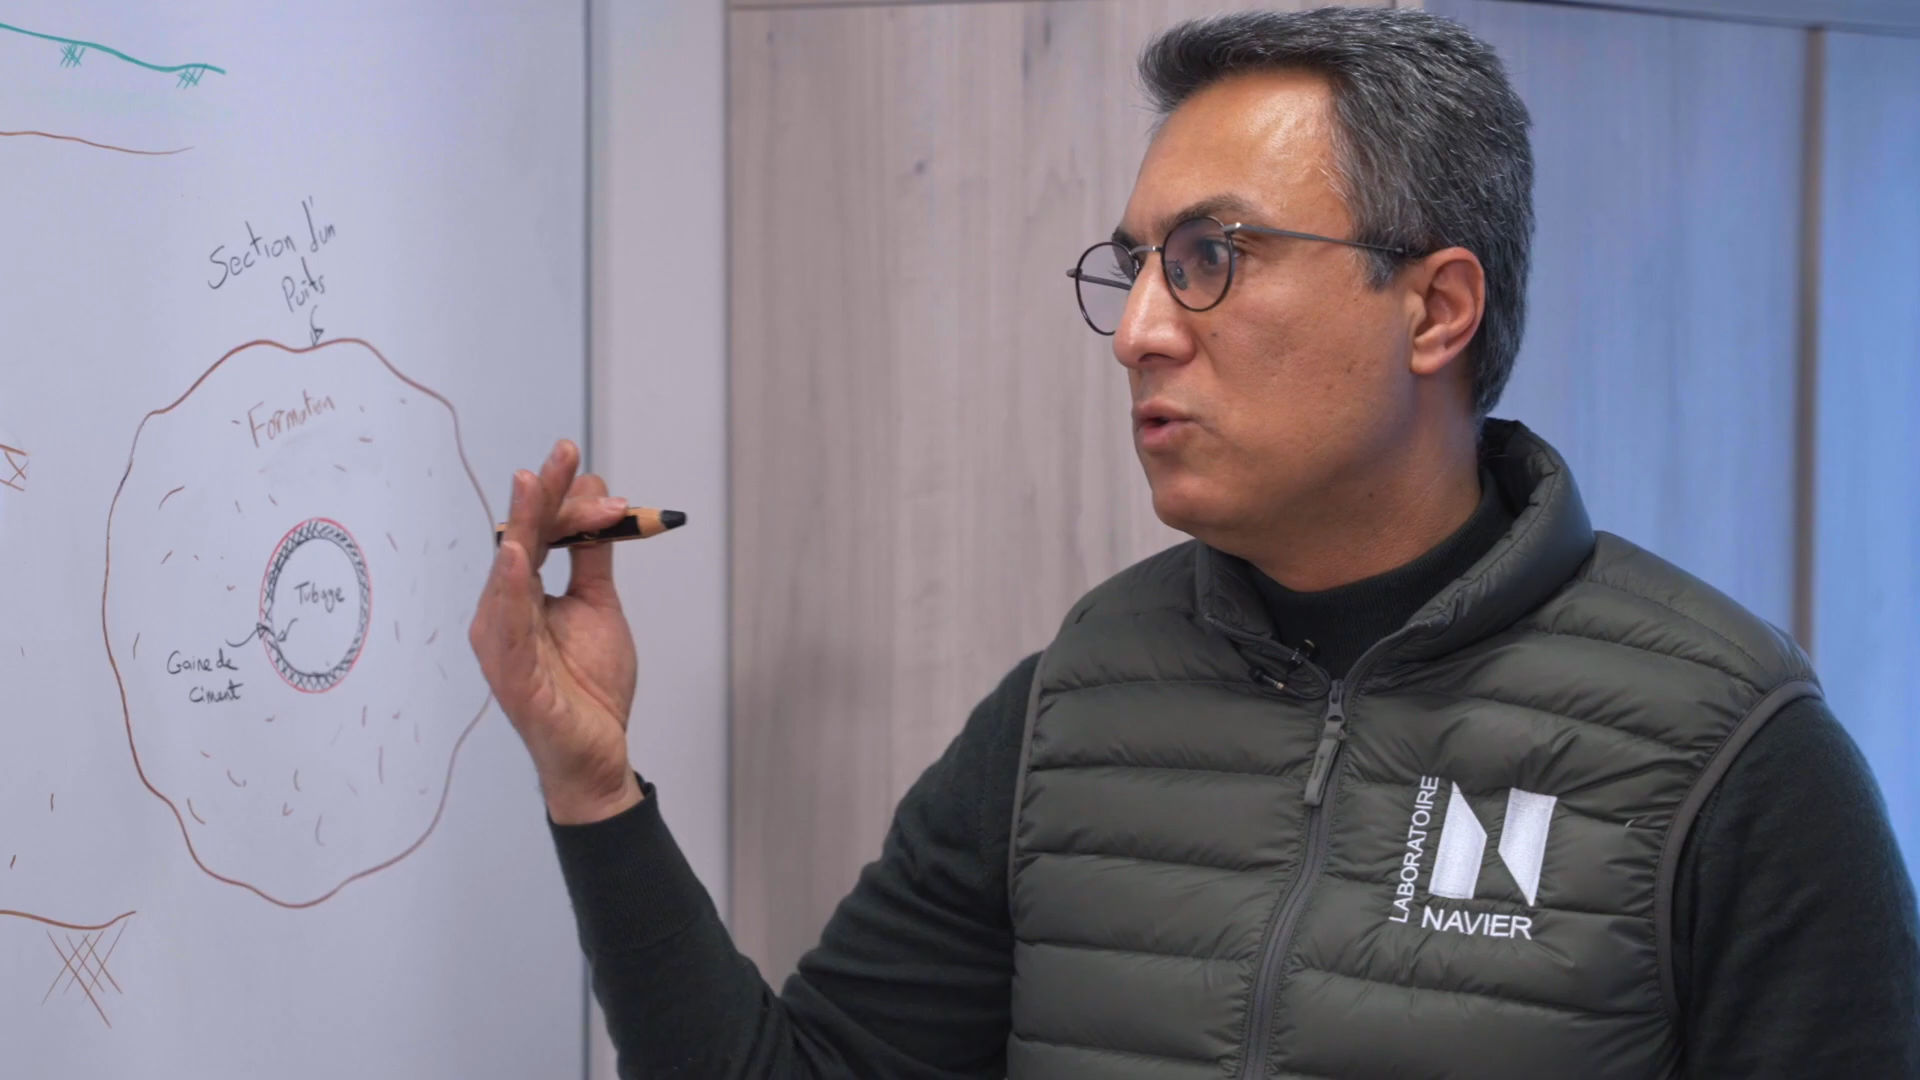 Section d'un
Puits
Formation
Tubage
Gaine de
ciment
LABORATOIRE
NAVIER